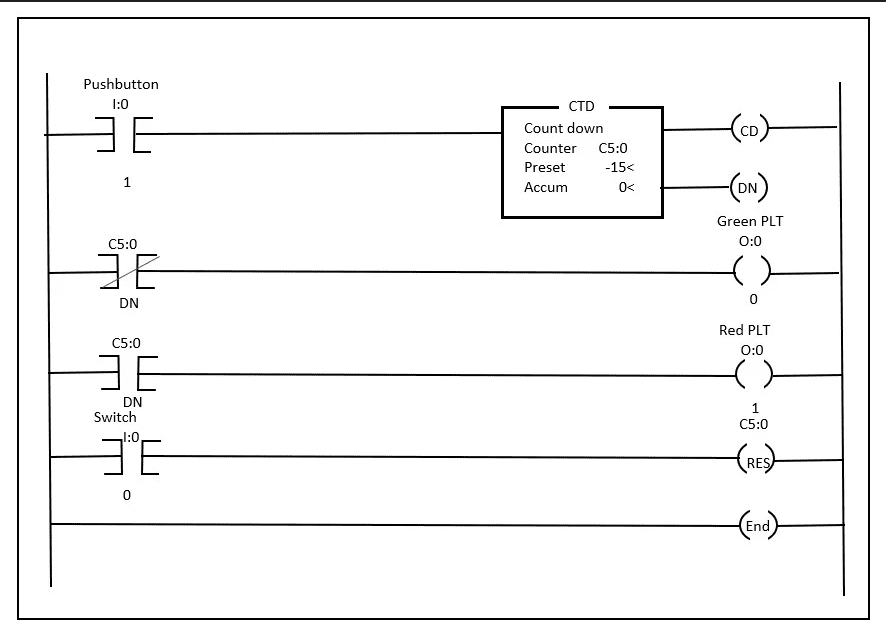 Pushbutton
I:0
1
CTD
Count down
Counter C5:0
Preset -15<
Accum 0<
CD
DN
Green PLT
O:0
C5:0
DN
0
Red PLT
O:0
C5:0
DN
1
Switch
I:0
C5:0
0
RES
End